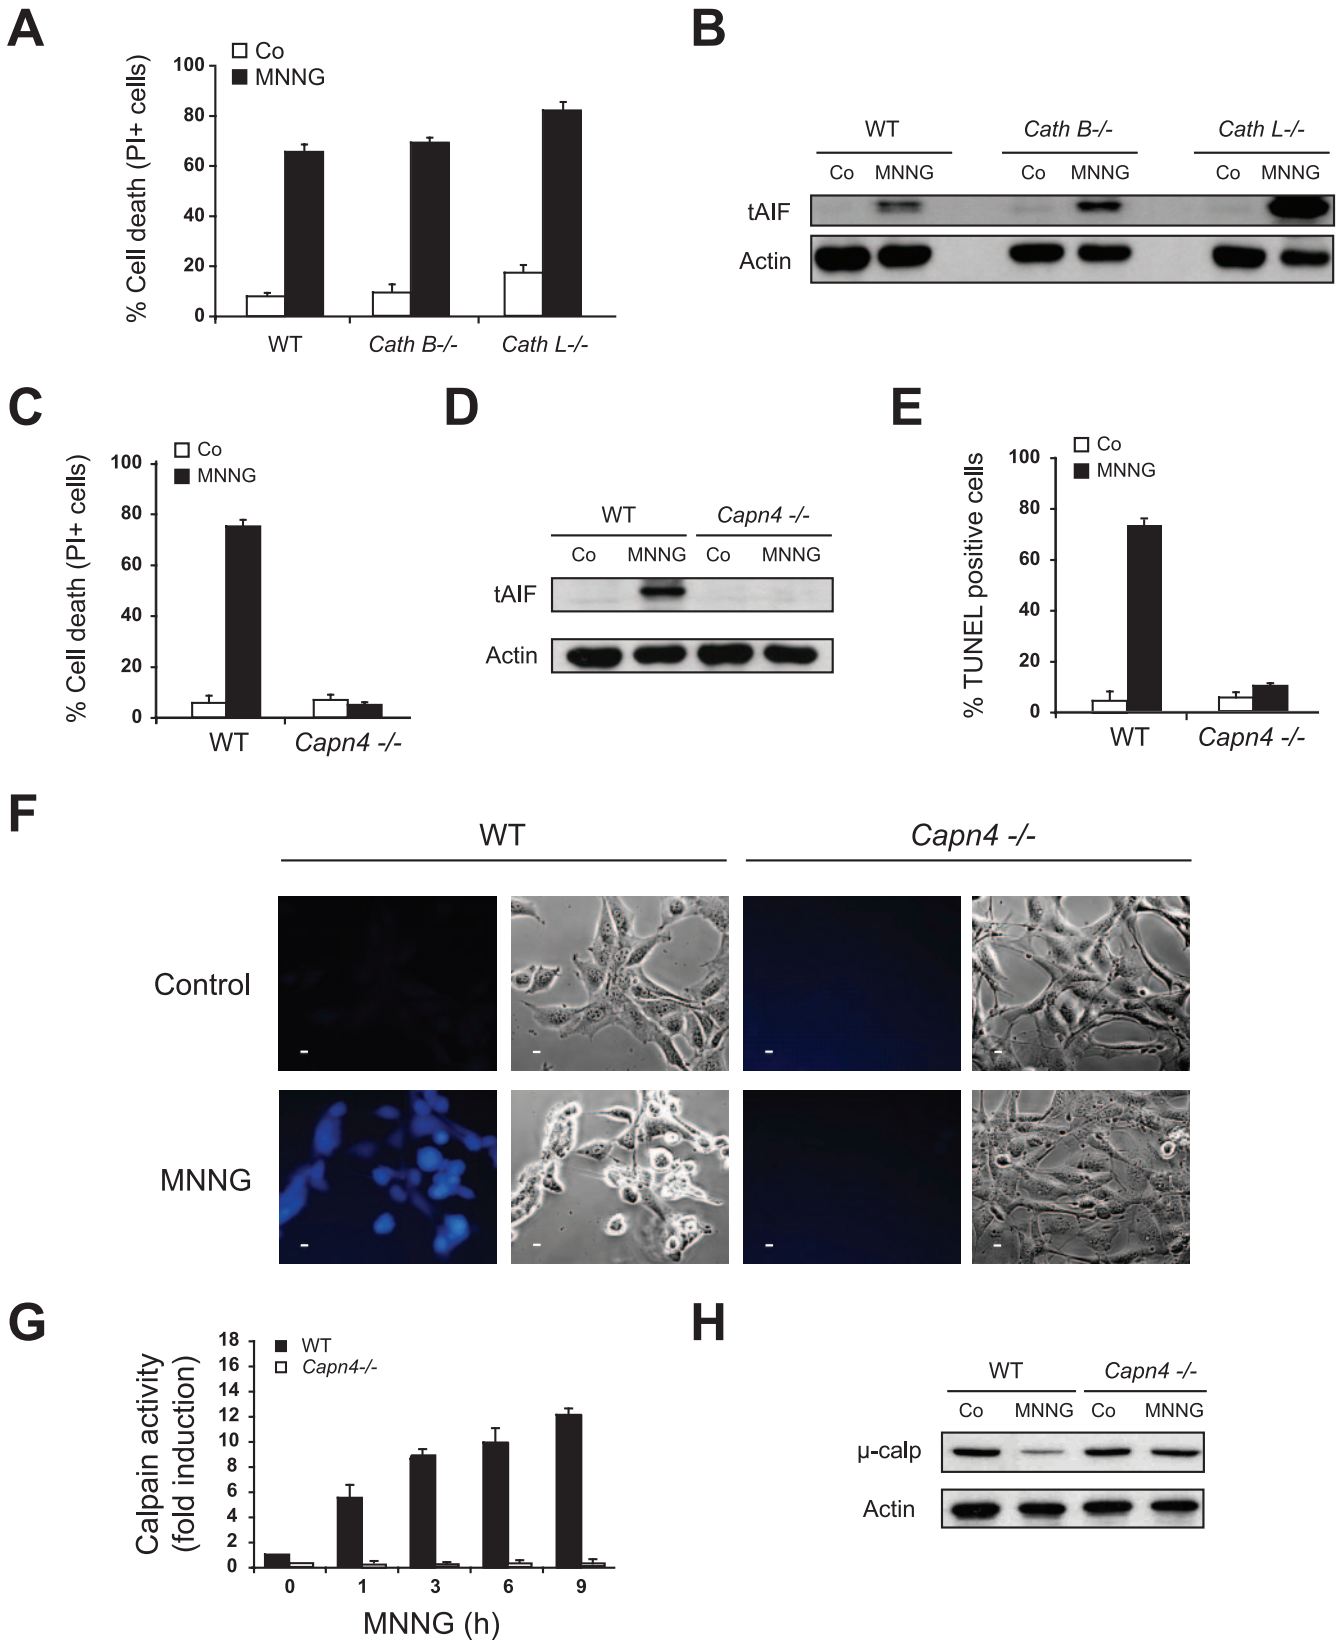 A
% Cell death (PI+ cells)
Co
MNNG
100
80
60
40
20
0
WT Cath B-/- Cath L-/-
B
WT Cath B-/- Cath L-/-
Co MNNG Co MNNG Co MNNG
tAIF
Actin
C
% Cell death (PI+ cells)
Co
MNNG
100
80
60
40
20
0
WT Capn4 -/-
D
WT Capn4 -/-
Co MNNG Co MNNG
tAIF
Actin
E
% TUNEL positive cells
Co
MNNG
100
80
60
40
20
0
WT Capn4 -/-
F
WT Capn4 -/-
Control
MNNG
G
Calpain activity
(fold induction)
WT
Capn4-/-
18
16
14
12
10
8
6
4
2
0
0 1 3 6 9
MNNG (h)
H
WT Capn4 -/-
Co MNNG Co MNNG
µ-calp
Actin